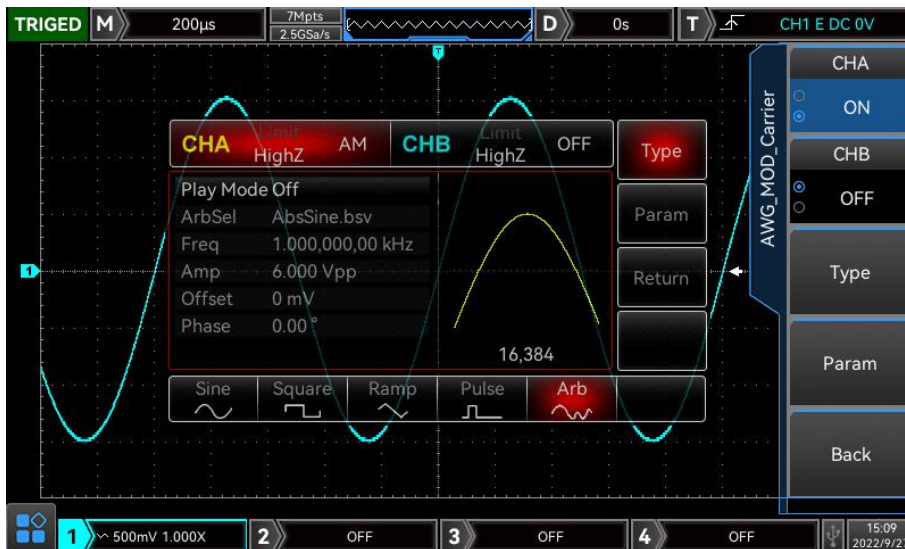 TRIGED M 200μs 7Mpts D 0s T CH1 E DC 0V
2.5GSa/s
T
CHA
ON
CHB
OFF
Type
Param
Back
AWG_MOD_Carrier
CHA Limit HighZ AM CHB Limit HighZ OFF
Type
Param
Return
Play Mode Off
ArbSel AbsSine.bsv
Freq 1.000,000,00 kHz
Amp 6.000 Vpp
Offset 0 mV
Phase 0.00°
16,384
Sine Square Ramp Pulse Arb
1
1 500mV 1.000X 2 OFF 3 OFF 4 OFF
15:09